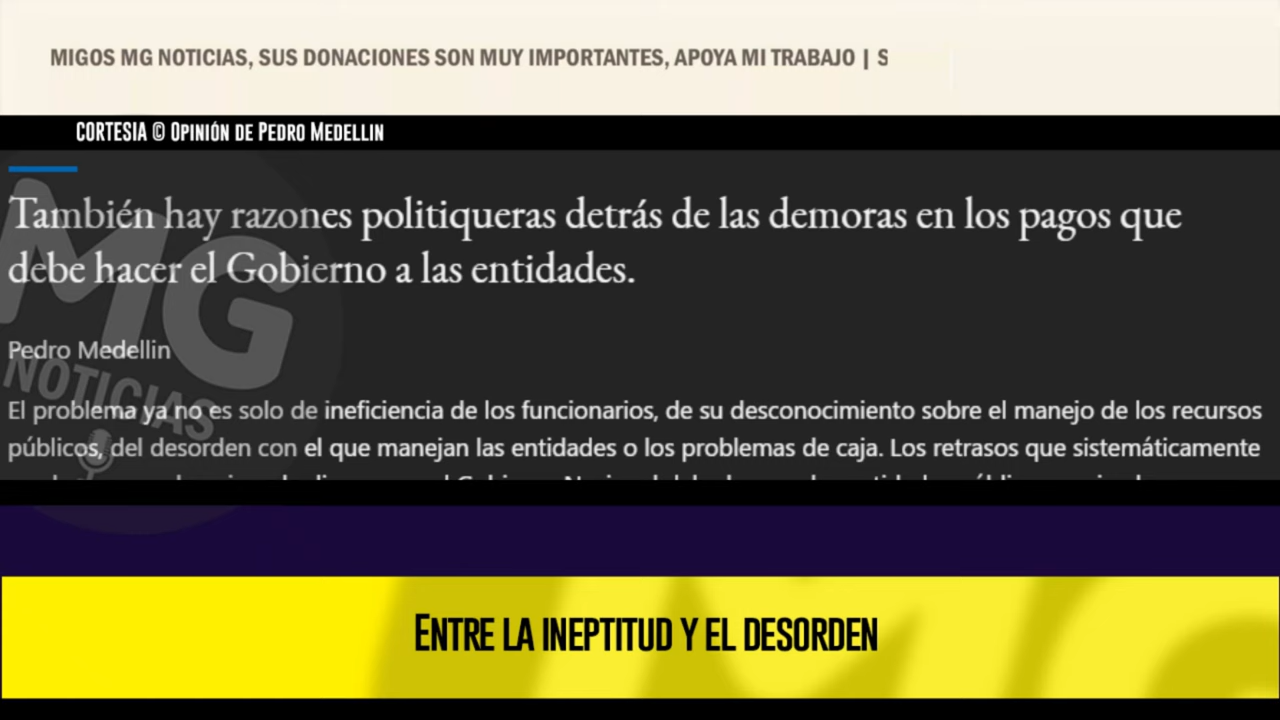 MIGOS MG NOTICIAS, SUS DONACIONES SON MUY IMPORTANTES, APOYA MI TRABAJO | S
CORTESIA © OPINIÓN DE PEDRO MEDELLIN
También hay razones politiqueras detrás de las demoras en los pagos que
debe hacer el Gobierno a las entidades.
Pedro Medellin
El problema ya no es solo de ineficiencia de los funcionarios, de su desconocimiento sobre el manejo de los recursos
públicos, del desorden con el que manejan las entidades o los problemas de caja. Los retrasos que sistemáticamente
MG
NOTICIAS
ENTRE LA INEPTITUD Y EL DESORDEN